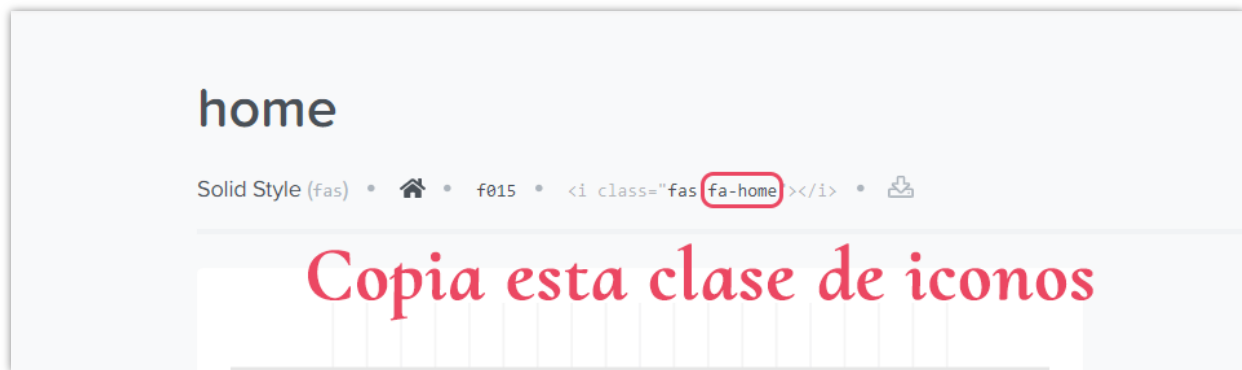 home
Solid Style (fas) • • f015 • <i class="fas fa-home"></i> •
Copia esta clase de iconos